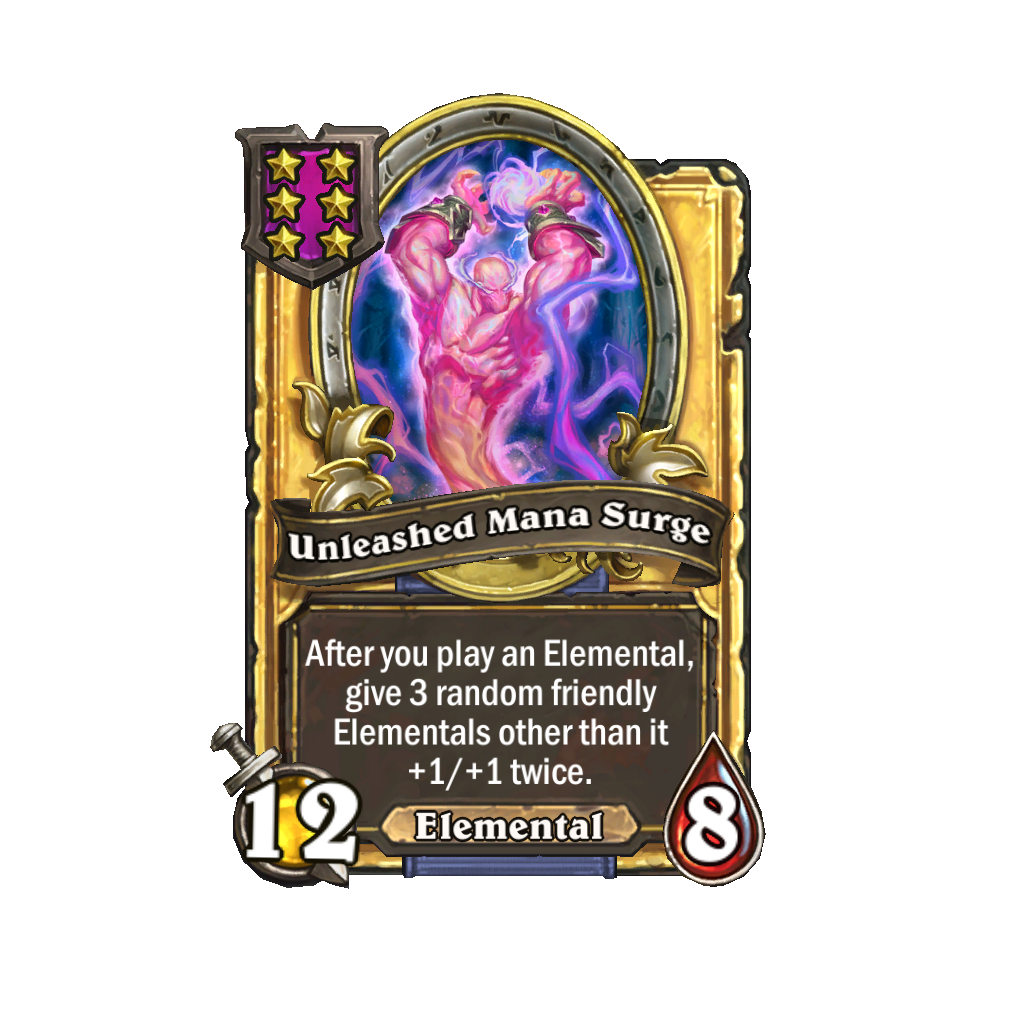 Unleashed Mana Surge
After you play an Elemental,
give 3 random friendly
Elementals other than it
+1/+1 twice.
12
Elemental
8